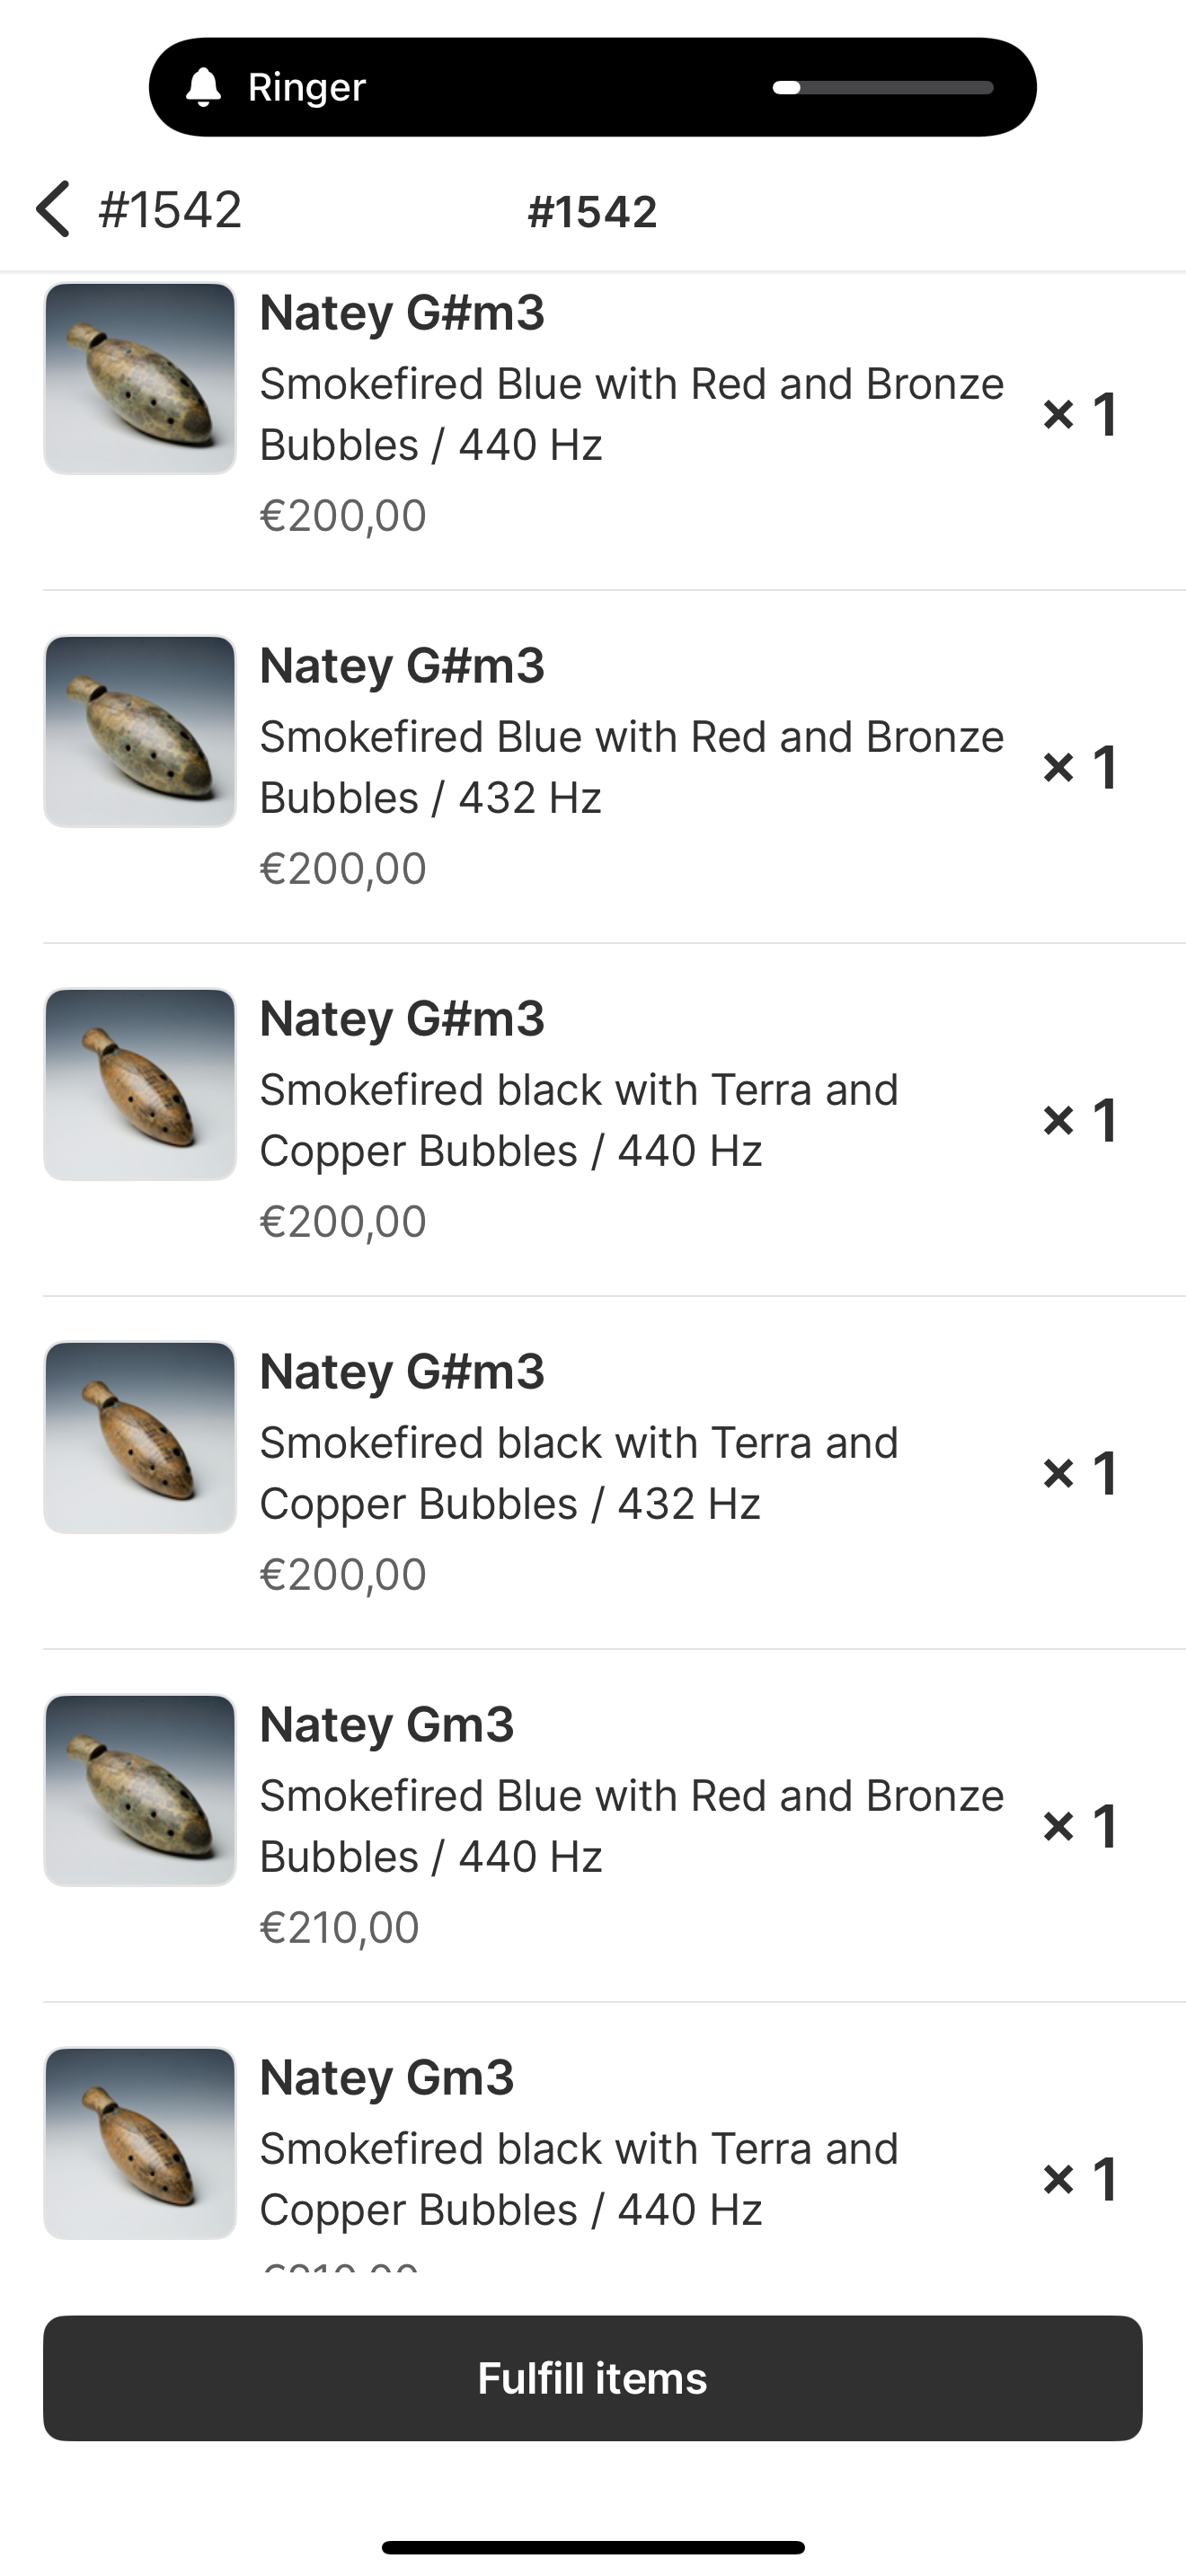 Ringer
#1542
#1542
Natey G#m3
Smokefired Blue with Red and Bronze
Bubbles / 440 Hz
× 1
€200,00
Natey G#m3
Smokefired Blue with Red and Bronze
Bubbles / 432 Hz
× 1
€200,00
Natey G#m3
Smokefired black with Terra and
Copper Bubbles / 440 Hz
× 1
€200,00
Natey G#m3
Smokefired black with Terra and
Copper Bubbles / 432 Hz
× 1
€200,00
Natey Gm3
Smokefired Blue with Red and Bronze
Bubbles / 440 Hz
× 1
€210,00
Natey Gm3
Smokefired black with Terra and
Copper Bubbles / 440 Hz
× 1
Fulfill items